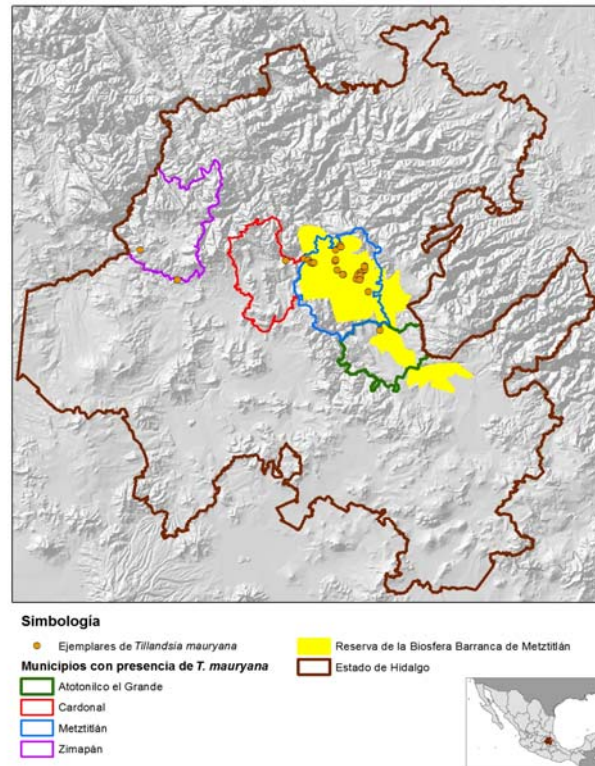 Simbología
Ejemplares de Tillandsia mauryana
Municipios con presencia de T. mauryana
Atotonilco el Grande
Cardonal
Metztitlán
Zimapán
Reserva de la Biosfera Barranca de Metztitlán
Estado de Hidalgo